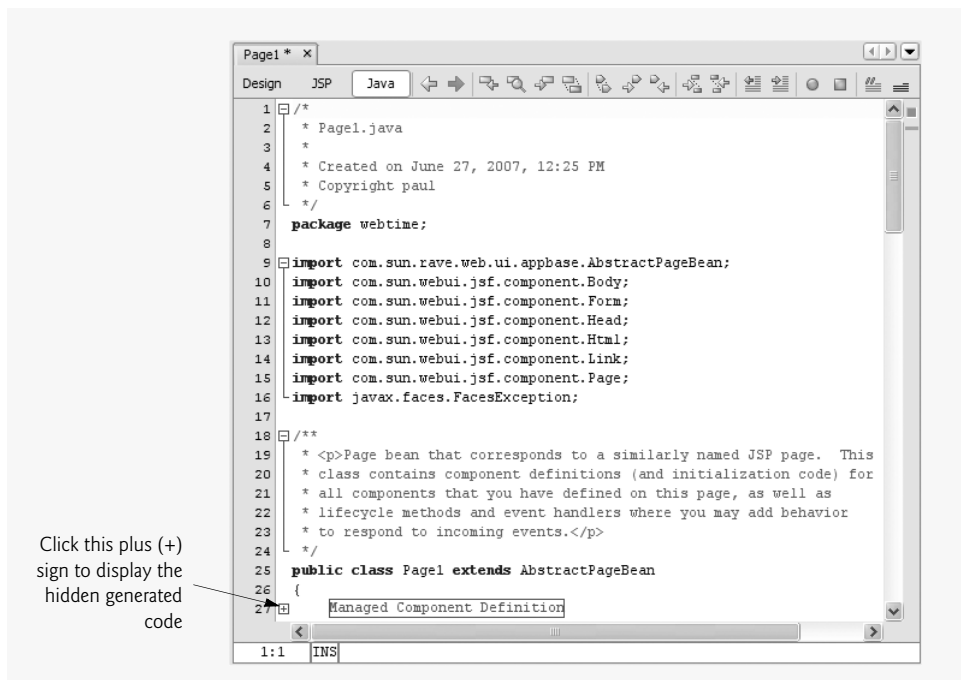 Page1 *
Design JSP Java
1 /*
2 * Page1.java
3 *
4 * Created on June 27, 2007, 12:25 PM
5 * Copyright paul
6 */
7 package webtime;
8
9 import com.sun.rave.web.ui.appbase.AbstractPageBean;
10 import com.sun.webui.jsf.component.Body;
11 import com.sun.webui.jsf.component.Form;
12 import com.sun.webui.jsf.component.Head;
13 import com.sun.webui.jsf.component.Html;
14 import com.sun.webui.jsf.component.Link;
15 import com.sun.webui.jsf.component.Page;
16 import javax.faces.FacesException;
17
18 /**
19 * <p>Page bean that corresponds to a similarly named JSP page. This
20 * class contains component definitions (and initialization code) for
21 * all components that you have defined on this page, as well as
22 * lifecycle methods and event handlers where you may add behavior
23 * to respond to incoming events.</p>
24 */
25 public class Page1 extends AbstractPageBean
26 {
27 Managed Component Definition
1:1 INS
Click this plus (+)
sign to display the
hidden generated
code